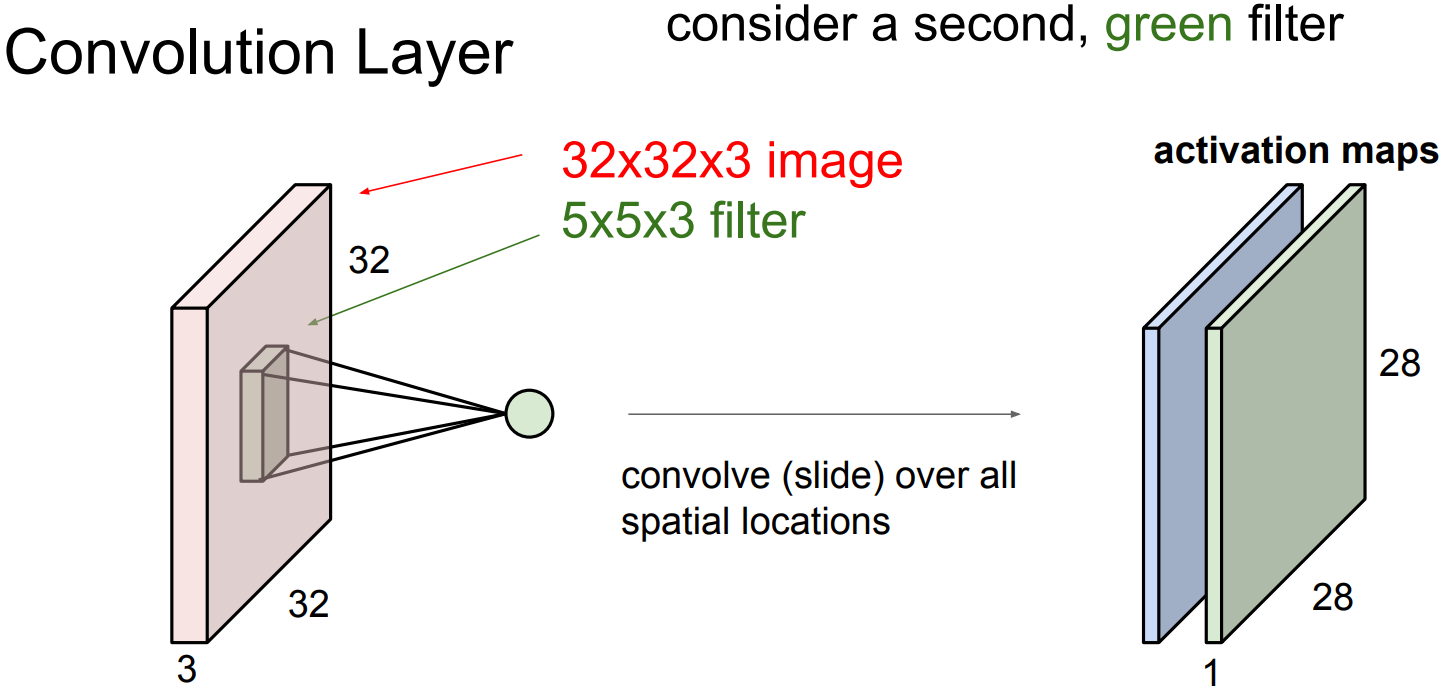 Convolution Layer
consider a second, green filter
32x32x3 image
5x5x3 filter
32
32
3
convolve (slide) over all
spatial locations
activation maps
28
28
1